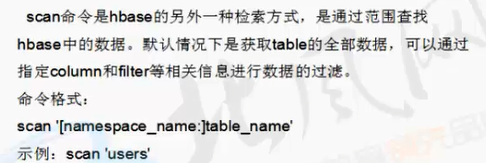 scan命令是hbase的另外一种检索方式，是通过范围查找
hbase中的数据。默认情况下是获取table的全部数据，可以通过
指定column和filter等相关信息进行数据的过滤。
命令格式：
scan '[namespace_name:]table_name'
示例：scan 'users'